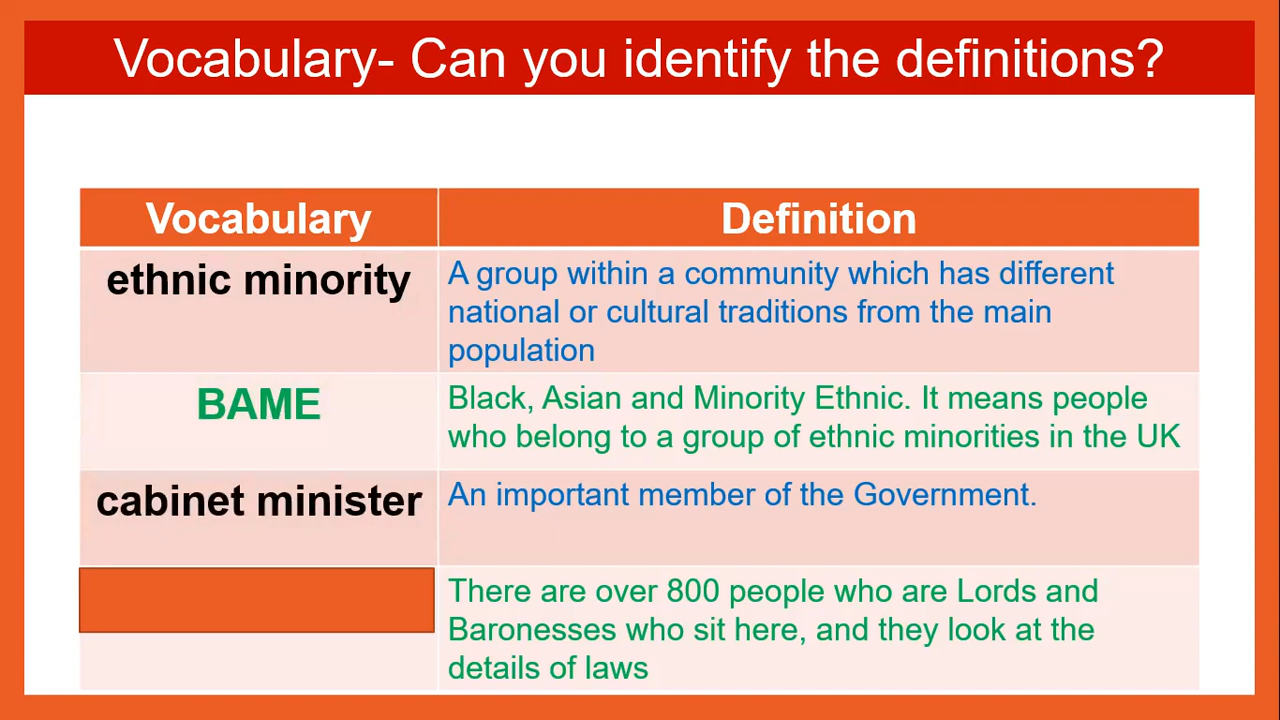 Vocabulary- Can you identify the definitions?
Vocabulary
Definition
ethnic minority
A group within a community which has different
national or cultural traditions from the main
population
BAME
Black, Asian and Minority Ethnic. It means people
who belong to a group of ethnic minorities in the UK
cabinet minister
An important member of the Government.
There are over 800 people who are Lords and
Baronesses who sit here, and they look at the
details of laws